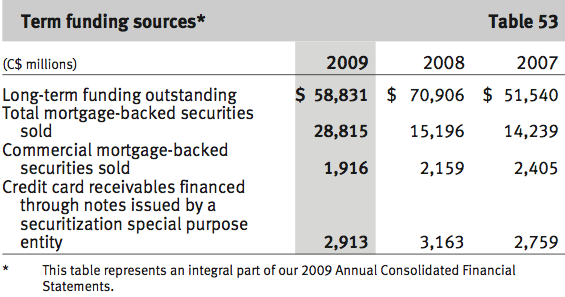 Term funding sources* Table 53
(C$ millions) 2009 2008 2007
Long-term funding outstanding $ 58,831 $ 70,906 $ 51,540
Total mortgage-backed securities
sold 28,815 15,196 14,239
Commercial mortgage-backed
securities sold 1,916 2,159 2,405
Credit card receivables financed
through notes issued by a
securitization special purpose
entity 2,913 3,163 2,759
* This table represents an integral part of our 2009 Annual Consolidated Financial
Statements.